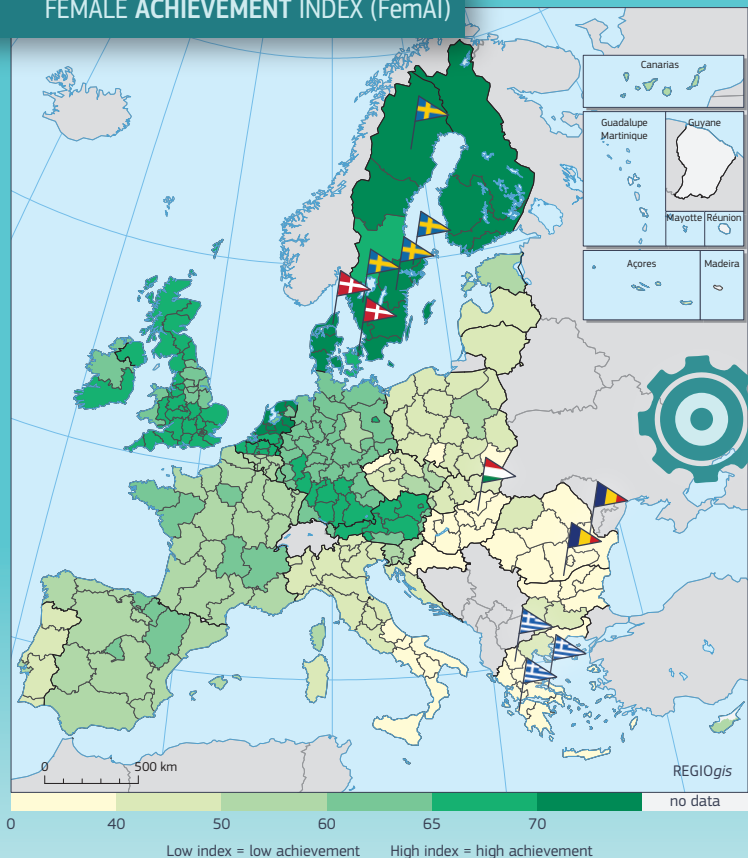 FEMALE ACHIEVEMENT INDEX (FemAI)
Canarias
Guadalupe
Martinique
Guyane
Mayotte
Réunion
Açores
Madeira
0
500 km
REGIOgis
no data
0
40
50
60
65
70
Low index = low achievement
High index = high achievement